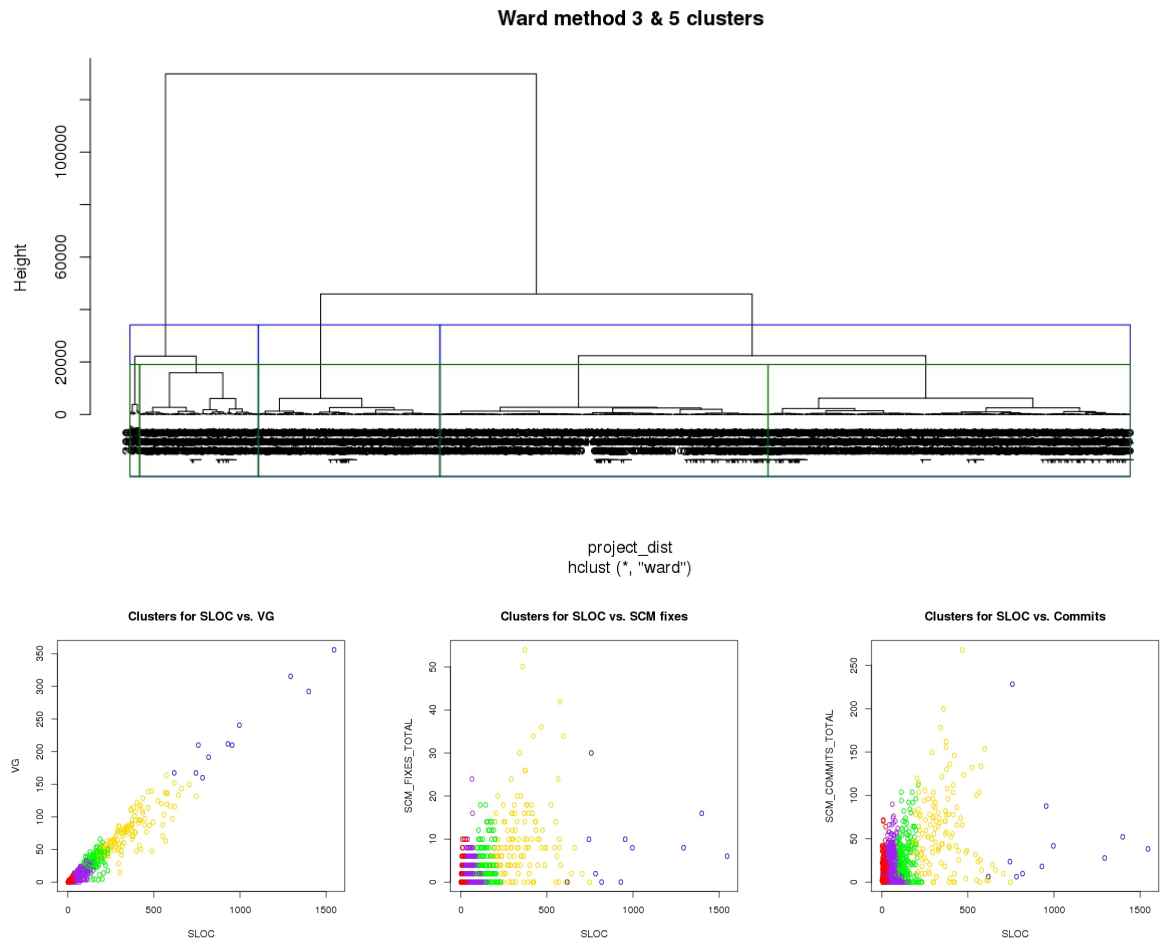 Ward method 3 & 5 clusters
Height
100000
60000
20000
0
project_dist
hclust (*, "ward")
Clusters for SLOC vs. VG
VG
350
300
250
200
150
100
50
0
0 500 1000 1500
SLOC
Clusters for SLOC vs. SCM fixes
SCM_FIXES_TOTAL
50
40
30
20
10
0
0 500 1000 1500
SLOC
Clusters for SLOC vs. Commits
SCM_COMMITS_TOTAL
250
200
150
100
50
0
0 500 1000 1500
SLOC